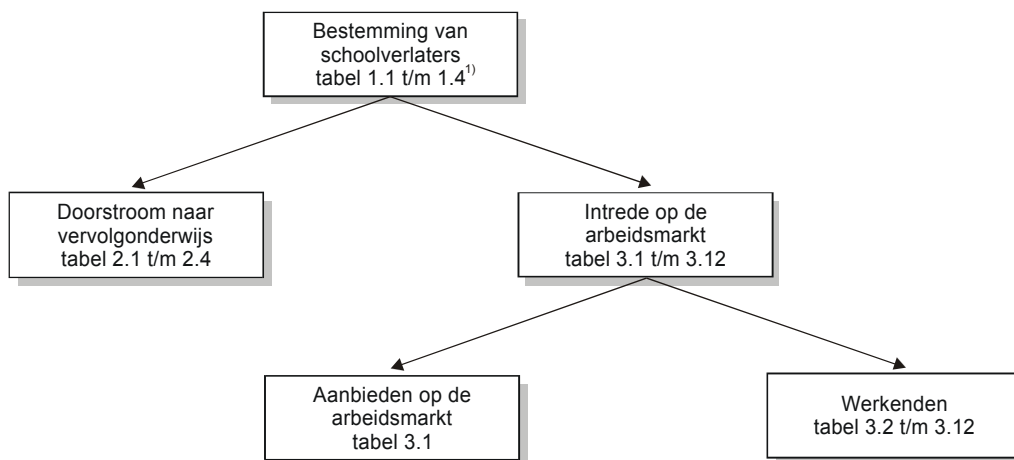 Bestemming van
schoolverlaters
tabel 1.1 t/m 1.4¹⁾
Doorstroom naar
vervolgonderwijs
tabel 2.1 t/m 2.4
Intrede op de
arbeidsmarkt
tabel 3.1 t/m 3.12
Aanbieden op de
arbeidsmarkt
tabel 3.1
Werkenden
tabel 3.2 t/m 3.12